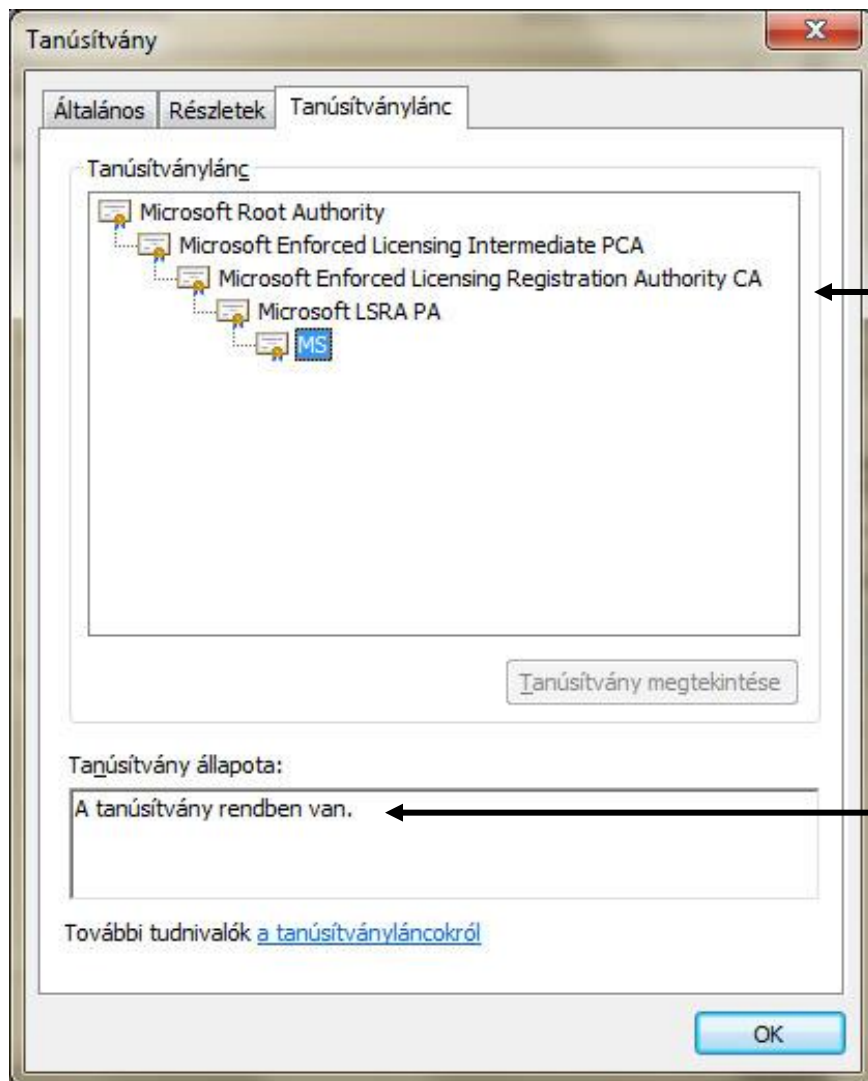 Tanúsítvány
Általános Részletek Tanúsítványlánc
Tanúsítványlánc
Microsoft Root Authority
Microsoft Enforced Licensing Intermediate PCA
Microsoft Enforced Licensing Registration Authority CA
Microsoft LSRA PA
MS
Tanúsítvány megtekintése
Tanúsítvány állapota:
A tanúsítvány rendben van.
További tudnivalók a tanúsítványláncokról
OK